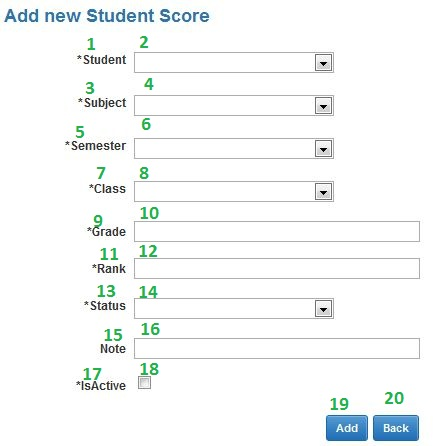 Add new Student Score
1 2
*Student
3 4
*Subject
5 6
*Semester
7 8
*Class
9 10
*Grade
11 12
*Rank
13 14
*Status
15 16
Note
17 18
*IsActive
19 20
Add Back